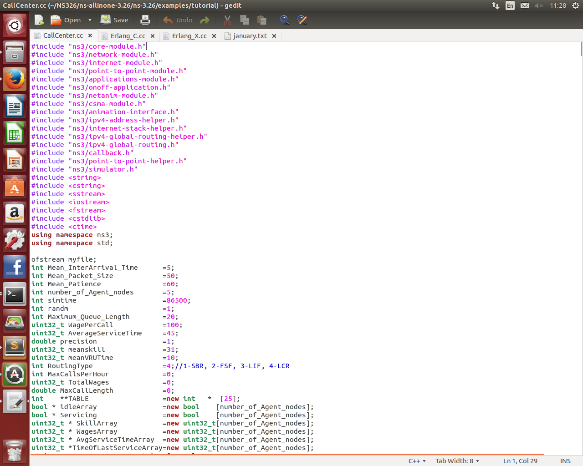 CallCenter.cc (~/NS326/ns-allinone-3.26/ns-3.26/examples/tutorial) - gedit
En
11:28
Open
Save
Undo
CallCenter.cc
Erlang_C.cc
Erlang_X.cc
january.txt
#include "ns3/core-module.h"
#include "ns3/network-module.h"
#include "ns3/internet-module.h"
#include "ns3/point-to-point-module.h"
#include "ns3/applications-module.h"
#include "ns3/onoff-application.h"
#include "ns3/netanim-module.h"
#include "ns3/csma-module.h"
#include "ns3/animation-interface.h"
#include "ns3/ipv4-address-helper.h"
#include "ns3/internet-stack-helper.h"
#include "ns3/ipv4-global-routing-helper.h"
#include "ns3/ipv4-global-routing.h"
#include "ns3/callback.h"
#include "ns3/point-to-point-helper.h"
#include "ns3/simulator.h"
#include <string>
#include <cstring>
#include <sstream>
#include <iostream>
#include <fstream>
#include <cstdlib>
#include <ctime>
using namespace ns3;
using namespace std;
ofstream myfile;
int Mean_InterArrival_Time =5;
int Mean_Packet_Size =50;
int Mean_Patience =60;
int number_of_Agent_nodes =5;
int simtime =86500;
int randm =1;
int Maximum_Queue_Length =20;
uint32_t WagePerCall =100;
uint32_t AverageServiceTime =45;
double precision =1;
uint32_t meanskill =31;
uint32_t meanVRUTime =10;
int RoutingType =4;//1-SBR, 2-FSF, 3-LIF, 4-LCR
int MaxCallsPerHour =0;
uint32_t TotalWages =0;
double MaxCallLength =0;
int **TABLE =new int * [25];
bool * idleArray =new bool [number_of_Agent_nodes];
bool * Servicing =new bool [number_of_Agent_nodes];
uint32_t * SkillArray =new uint32_t[number_of_Agent_nodes];
uint32_t * WagesArray =new uint32_t[number_of_Agent_nodes];
uint32_t * AvgServiceTimeArray =new uint32_t[number_of_Agent_nodes];
uint32_t *TimeOfLastServiceArray=new uint32_t[number_of_Agent_nodes];
C++
Tab Width: 8
Ln 1, Col 29
INS